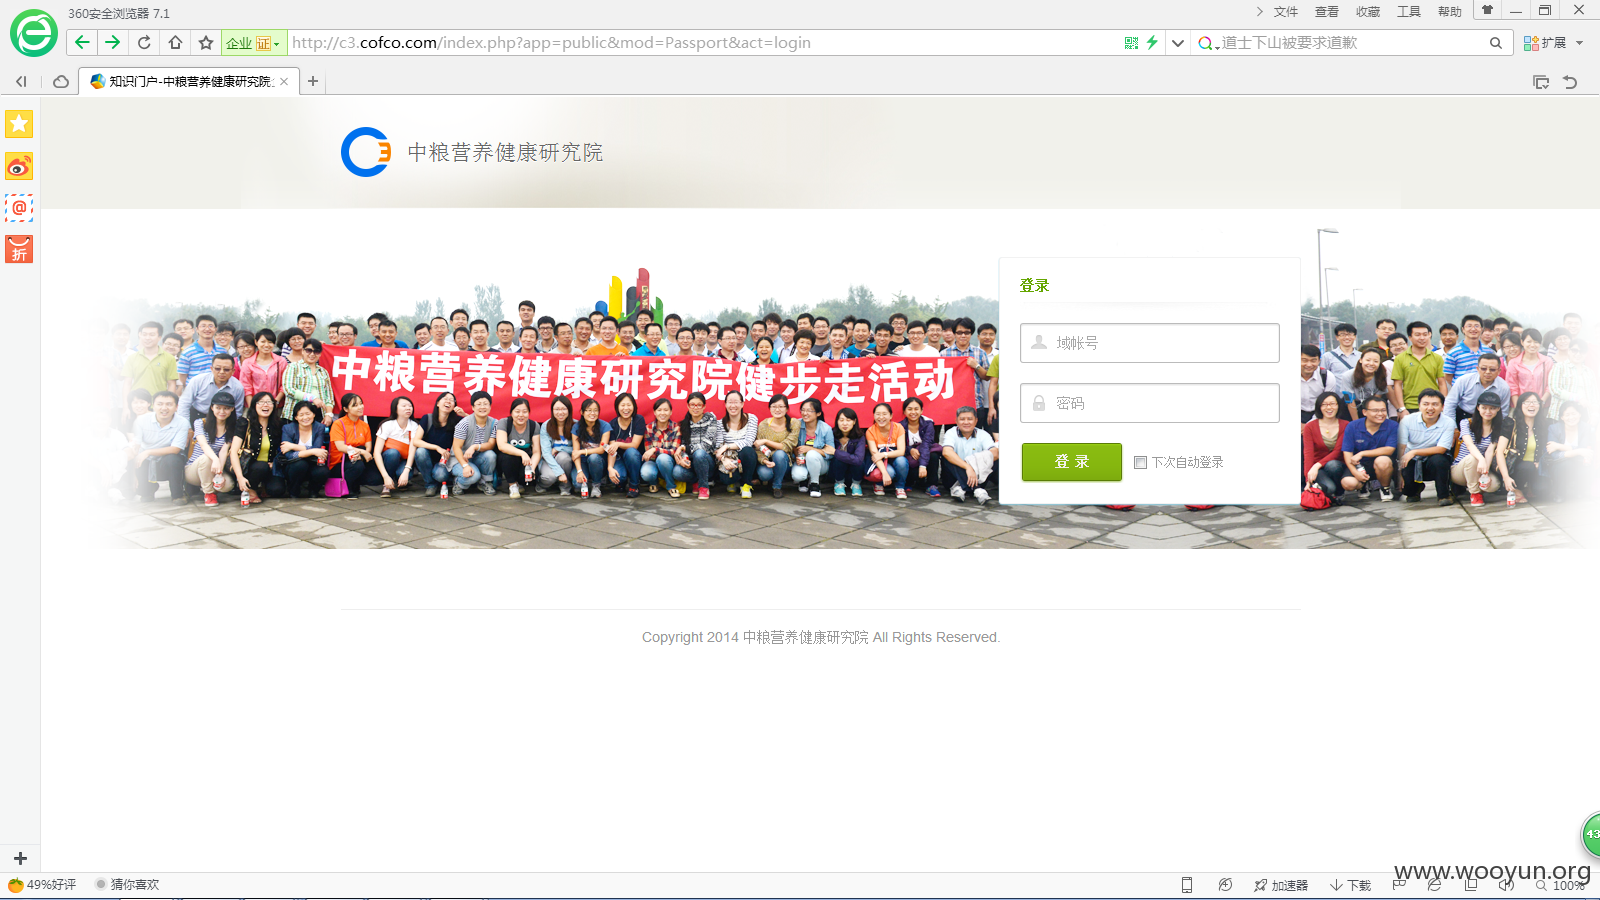 360安全浏览器 7.1
文件 查看 收藏 工具 帮助
企业 证 http://c3.cofco.com/index.php?app=public&mod=Passport&act=login
道士下山被要求道歉
扩展
知识门户-中粮营养健康研究院
折
中粮营养健康研究院
中粮营养健康研究院健步走活动
登录
域帐号
密码
登 录
下次自动登录
Copyright 2014 中粮营养健康研究院 All Rights Reserved.
43
www.wooyun.org
49%好评 猜你喜欢 加速器 下载 100%